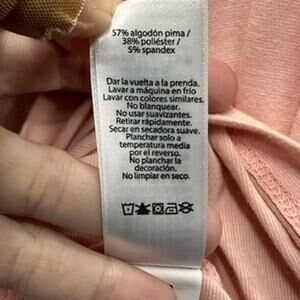 57% algodón pima /
38% poliéster /
5% spandex
Dar la vuelta a la prenda.
Lavar a máquina en frío
Lavar con colores similares.
No blanquear.
No usar suavizantes.
Retirar rápidamente.
Secar en secadora suave.
Planchar solo a
temperatura media
por el reverso.
No planchar la
decoración.
No limpiar en seco.